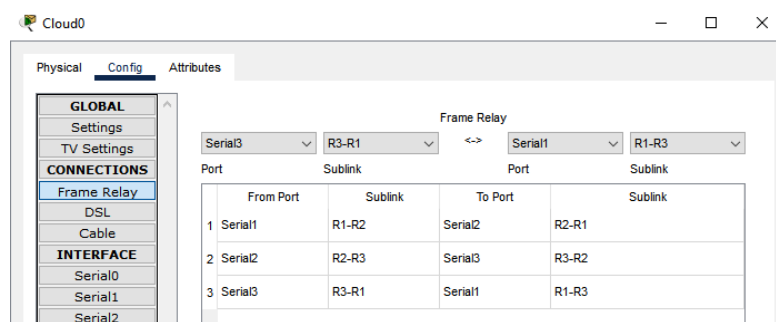 Cloud0
Physical Config Attributes
GLOBAL
Settings
TV Settings
CONNECTIONS
Frame Relay
DSL
Cable
INTERFACE
Serial0
Serial1
Serial2
Frame Relay
Serial3 R3-R1 <-> Serial1 R1-R3
Port Sublink Port Sublink
From Port Sublink To Port Sublink
1 Serial1 R1-R2 Serial2 R2-R1
2 Serial2 R2-R3 Serial3 R3-R2
3 Serial3 R3-R1 Serial1 R1-R3